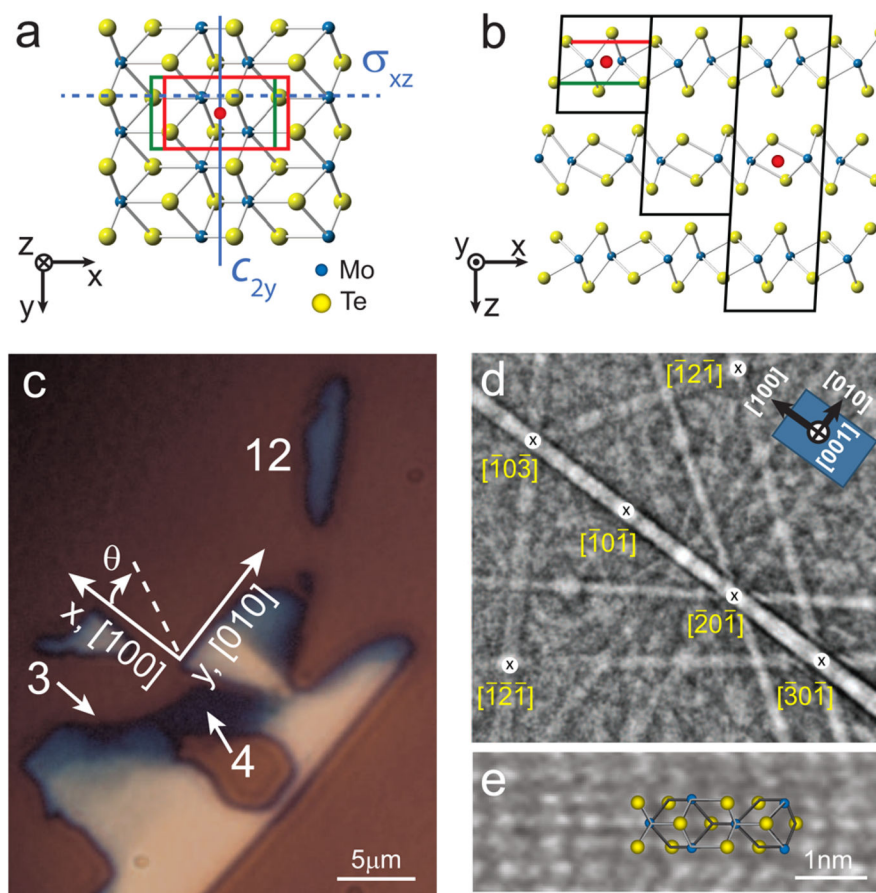 a
σxz
z
x
y
c2y
Mo
Te
b
y
x
z
c
12
θ
x, [100]
y, [010]
3
4
5μm
d
[1̄21̄]
[100]
[010]
[001]
[1̄03̄]
[1̄01̄]
[2̄01̄]
[1̄2̄1̄]
[3̄01̄]
x
x
x
x
x
x
e
1nm